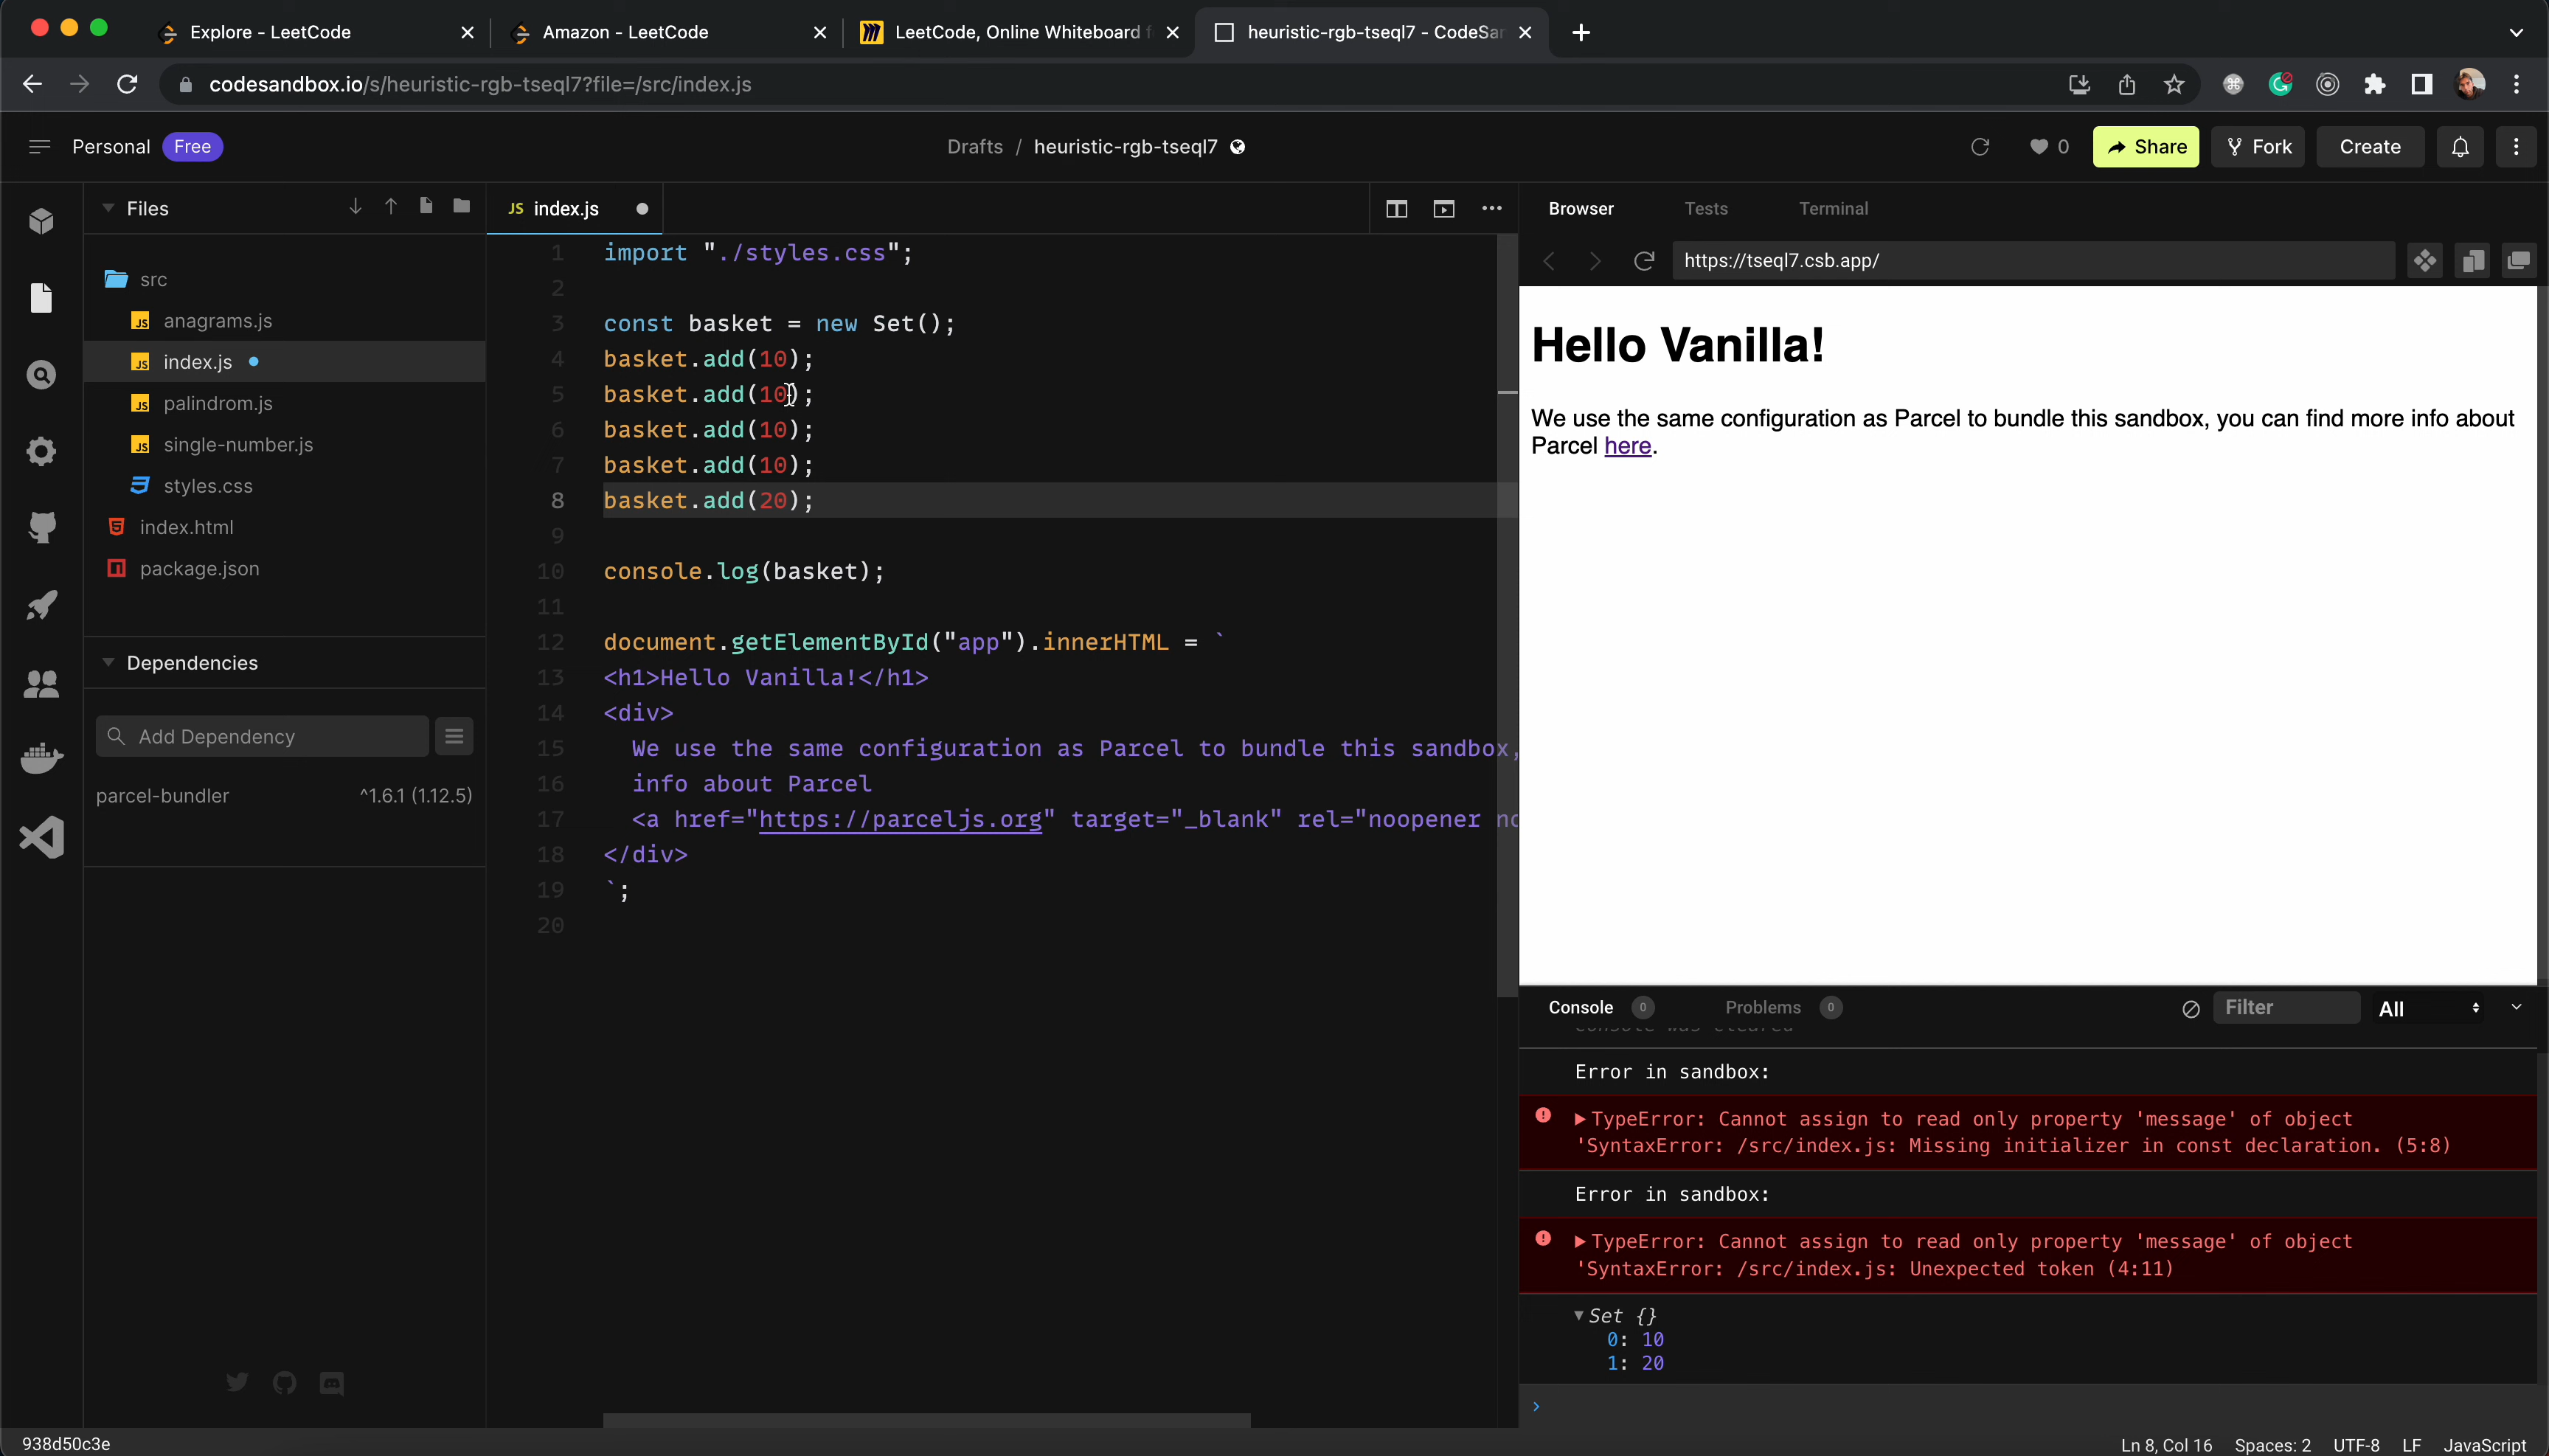 Explore - LeetCode
Amazon - LeetCode
LeetCode, Online Whiteboard f
heuristic-rgb-tseql7 - CodeSan
codesandbox.io/s/heuristic-rgb-tseql7?file=/src/index.js
Personal Free
Drafts / heuristic-rgb-tseql7
0
Share
Fork
Create
Files
src
JS anagrams.js
JS index.js
JS palindrom.js
JS single-number.js
styles.css
index.html
package.json
Dependencies
Add Dependency
parcel-bundler ^1.6.1 (1.12.5)
JS index.js
1 import "./styles.css";
2
3 const basket = new Set();
4 basket.add(10);
5 basket.add(10);
6 basket.add(10);
7 basket.add(10);
8 basket.add(20);
9
10 console.log(basket);
11
12 document.getElementById("app").innerHTML = `
13 <h1>Hello Vanilla!</h1>
14 <div>
15 We use the same configuration as Parcel to bundle this sandbox,
16 info about Parcel
17 <a href="https://parceljs.org" target="_blank" rel="noopener no
18 </div>
19 `;
20
Browser Tests Terminal
https://tseql7.csb.app/
Hello Vanilla!
We use the same configuration as Parcel to bundle this sandbox, you can find more info about
Parcel here.
Console 0 Problems 0
Filter
All
Console was cleared
Error in sandbox:
TypeError: Cannot assign to read only property 'message' of object
'SyntaxError: /src/index.js: Missing initializer in const declaration. (5:8)
Error in sandbox:
TypeError: Cannot assign to read only property 'message' of object
'SyntaxError: /src/index.js: Unexpected token (4:11)
Set {}
0: 10
1: 20
938d50c3e
Ln 8, Col 16 Spaces: 2 UTF-8 LF JavaScript